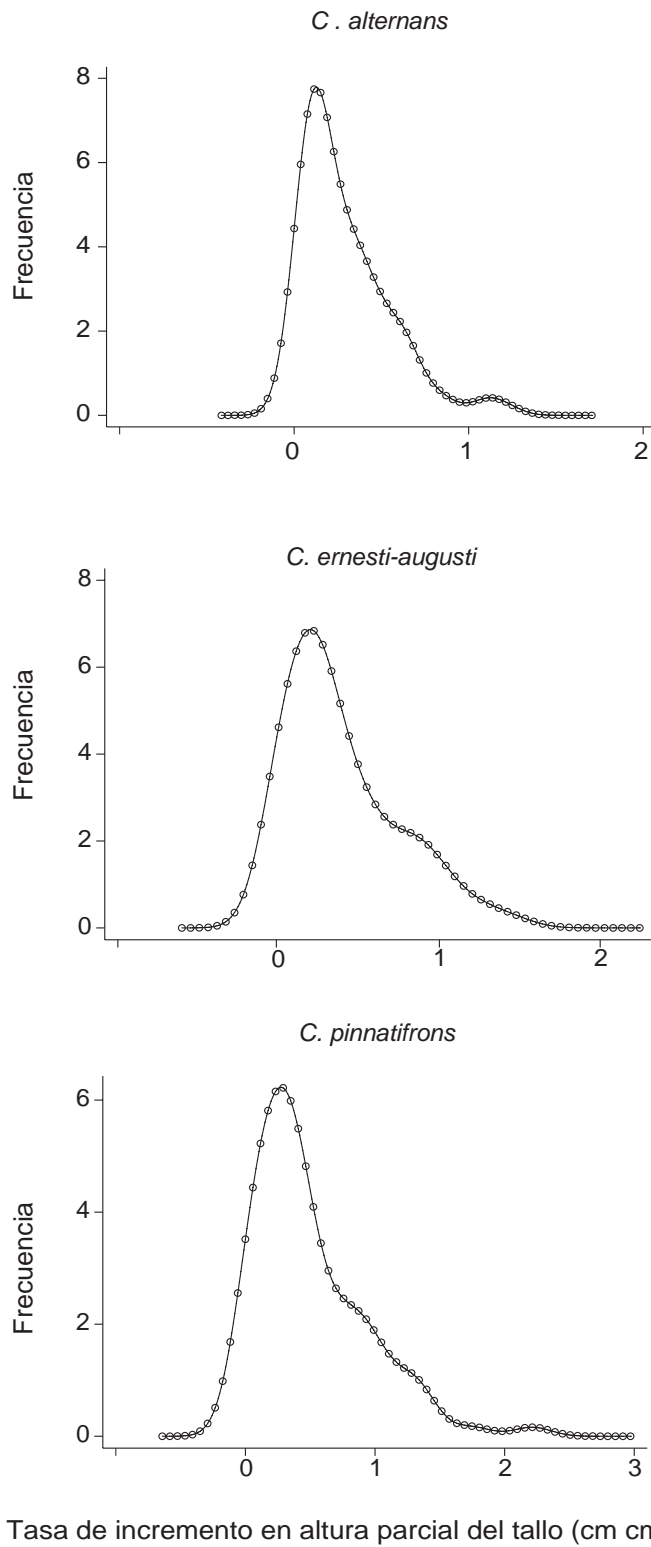 C . alternans
8
6
4
2
0
Frecuencia
0 1 2
C. ernesti-augusti
8
6
4
2
0
Frecuencia
0 1 2
C. pinnatifrons
6
4
2
0
Frecuencia
0 1 2 3
Tasa de incremento en altura parcial del tallo (cm